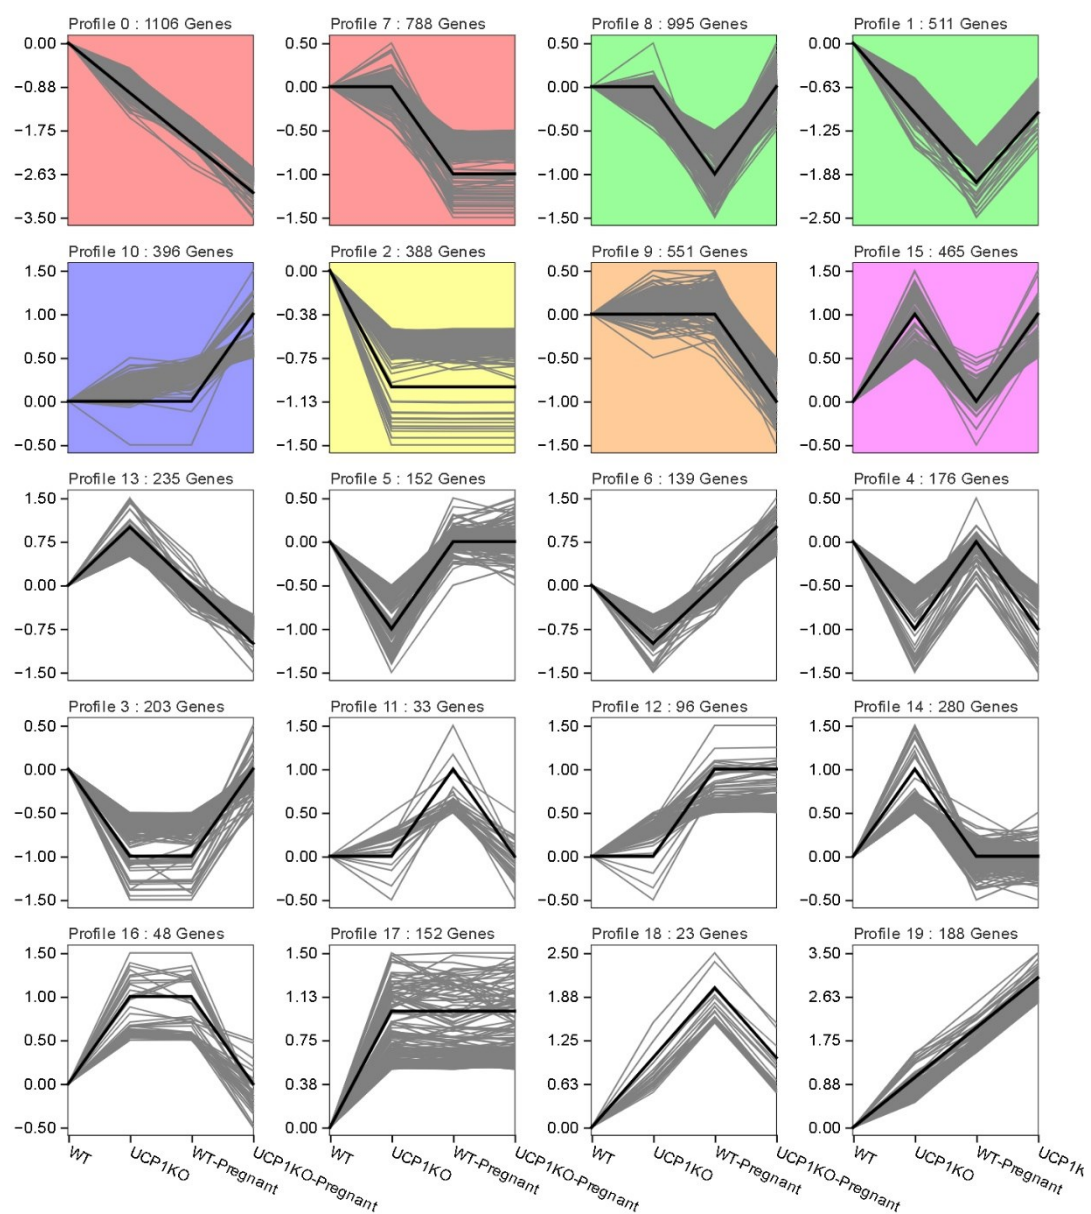 Profile 0 : 1106 Genes
Profile 7 : 788 Genes
Profile 8 : 995 Genes
Profile 1 : 511 Genes
0.00
−0.88
−1.75
−2.63
−3.50
0.50
0.00
−0.50
−1.00
−1.50
0.50
0.00
−0.50
−1.00
−1.50
0.00
−0.63
−1.25
−1.88
−2.50
Profile 10 : 396 Genes
Profile 2 : 388 Genes
Profile 9 : 551 Genes
Profile 15 : 465 Genes
1.50
1.00
0.50
0.00
−0.50
0.00
−0.38
−0.75
−1.13
−1.50
0.50
0.00
−0.50
−1.00
−1.50
1.50
1.00
0.50
0.00
−0.50
Profile 13 : 235 Genes
Profile 5 : 152 Genes
Profile 6 : 139 Genes
Profile 4 : 176 Genes
1.50
0.75
0.00
−0.75
−1.50
0.50
0.00
−0.50
−1.00
−1.50
1.50
0.75
0.00
−0.75
−1.50
0.50
0.00
−0.50
−1.00
−1.50
Profile 3 : 203 Genes
Profile 11 : 33 Genes
Profile 12 : 96 Genes
Profile 14 : 280 Genes
0.50
0.00
−0.50
−1.00
−1.50
1.50
1.00
0.50
0.00
−0.50
1.50
1.00
0.50
0.00
−0.50
1.50
1.00
0.50
0.00
−0.50
Profile 16 : 48 Genes
Profile 17 : 152 Genes
Profile 18 : 23 Genes
Profile 19 : 188 Genes
1.50
1.00
0.50
0.00
−0.50
1.50
1.13
0.75
0.38
0.00
2.50
1.88
1.25
0.63
0.00
3.50
2.63
1.75
0.88
0.00
WT
UCP1KO
WT-Pregnant
UCP1KO-Pregnant
WT
UCP1KO
WT-Pregnant
UCP1KO-Pregnant
WT
UCP1KO
WT-Pregnant
UCP1KO-Pregnant
WT
UCP1KO
WT-Pregnant
UCP1K